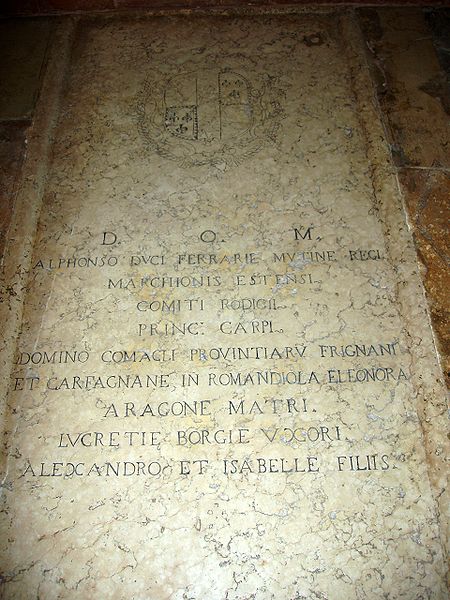 D. O. M.
ALPHONSO DVCI FERRARIE MVTINE REGI
MARCHIONIS ESTENSI.
COMITI RODIGII.
PRINC: CARPI.
DOMINO COMACLI PROVINTIARV FRIGNANI
ET GARFAGNANE IN ROMANDIOLA ELEONORA
ARAGONE MATRI.
LVCRETIE BORGIE VXORI.
ALEXANDRO ET ISABELLE FILIIS.